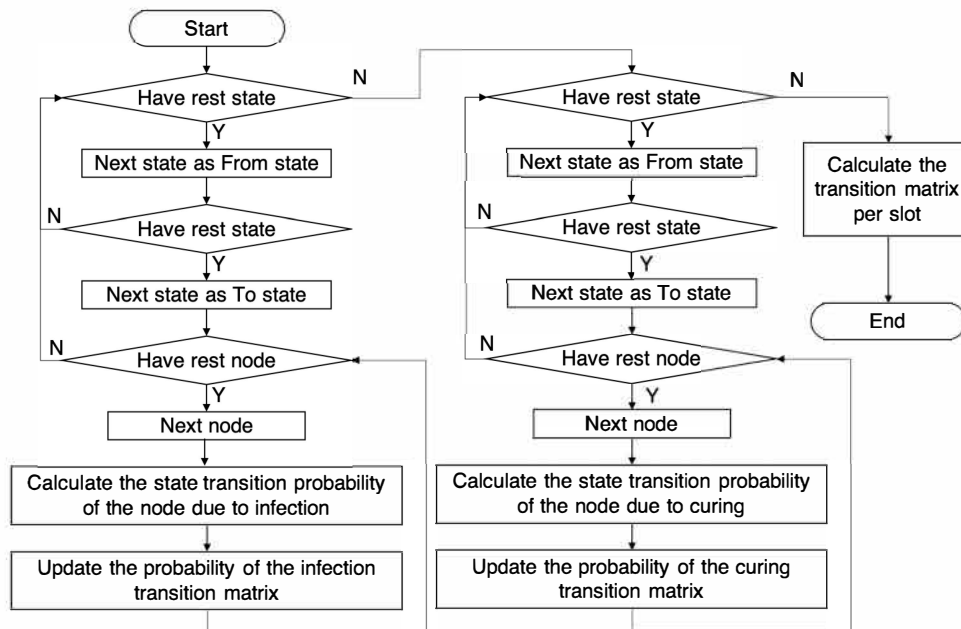 Start
N
Have rest state
Y
Next state as From state
N
Have rest state
Y
Next state as To state
N
Have rest node
Y
Next node
Calculate the state transition probability
of the node due to infection
Update the probability of the infection
transition matrix
Have rest state
N
Y
Next state as From state
N
Have rest state
Y
Next state as To state
N
Have rest node
Y
Next node
Calculate the state transition probability
of the node due to curing
Update the probability of the curing
transition matrix
Calculate the
transition matrix
per slot
End